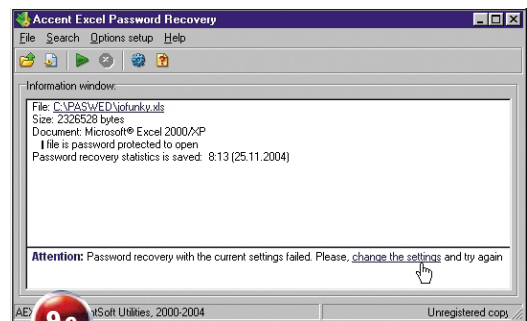 Accent Excel Password Recovery
File Search Options setup Help
Information window:
File: C:\PASWED\jofunky.xls
Size: 2326528 bytes
Document: Microsoft® Excel 2000/XP
file is password protected to open
Password recovery statistics is saved: 8:13 (25.11.2004)
Attention: Password recovery with the current settings failed. Please, change the settings and try again
Utilities, 2000-2004 Unregistered copy